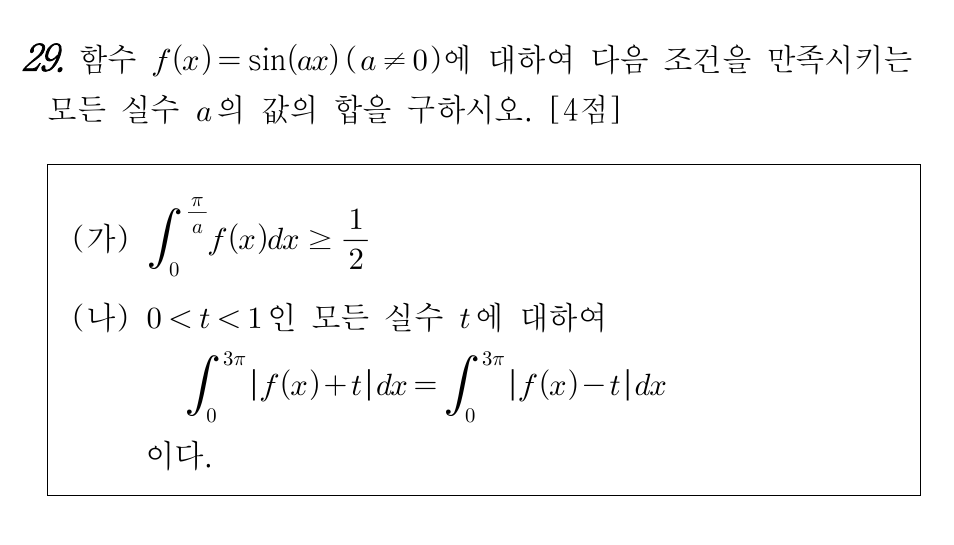 29. 함수 f(x)=sin(ax)(a≠0)에 대하여 다음 조건을 만족시키는
모든 실수 a의 값의 합을 구하시오. [4점]
(가) ∫₀^{π/a} f(x)dx ≥ 1/2
(나) 0<t<1인 모든 실수 t에 대하여
∫₀^{3π} |f(x)+t|dx = ∫₀^{3π} |f(x)−t|dx
이다.